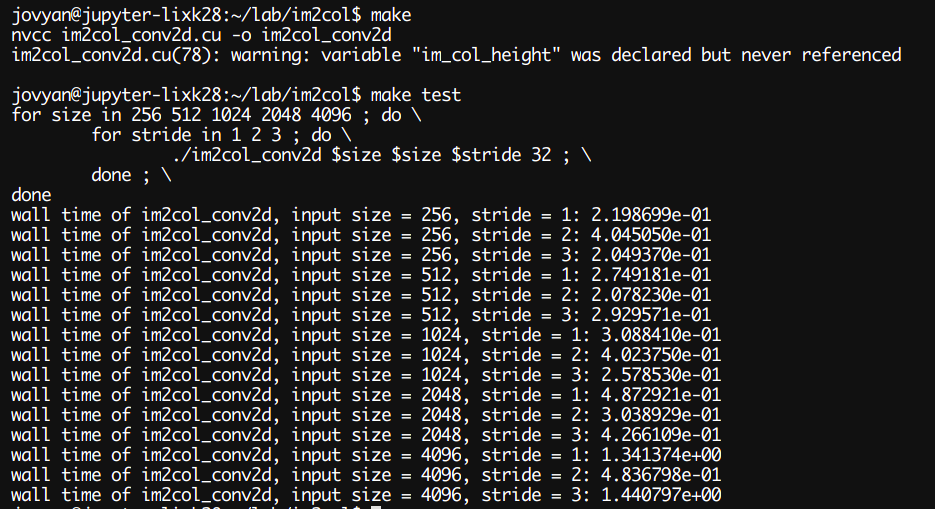 jovyan@jupyter-lixk28:~/lab/im2col$ make
nvcc im2col_conv2d.cu -o im2col_conv2d
im2col_conv2d.cu(78): warning: variable "im_col_height" was declared but never referenced
jovyan@jupyter-lixk28:~/lab/im2col$ make test
for size in 256 512 1024 2048 4096 ; do \
for stride in 1 2 3 ; do \
./im2col_conv2d $size $size $stride 32 ; \
done ; \
done
wall time of im2col_conv2d, input size = 256, stride = 1: 2.198699e-01
wall time of im2col_conv2d, input size = 256, stride = 2: 4.045050e-01
wall time of im2col_conv2d, input size = 256, stride = 3: 2.049370e-01
wall time of im2col_conv2d, input size = 512, stride = 1: 2.749181e-01
wall time of im2col_conv2d, input size = 512, stride = 2: 2.078230e-01
wall time of im2col_conv2d, input size = 512, stride = 3: 2.929571e-01
wall time of im2col_conv2d, input size = 1024, stride = 1: 3.088410e-01
wall time of im2col_conv2d, input size = 1024, stride = 2: 4.023750e-01
wall time of im2col_conv2d, input size = 1024, stride = 3: 2.578530e-01
wall time of im2col_conv2d, input size = 2048, stride = 1: 4.872921e-01
wall time of im2col_conv2d, input size = 2048, stride = 2: 3.038929e-01
wall time of im2col_conv2d, input size = 2048, stride = 3: 4.266109e-01
wall time of im2col_conv2d, input size = 4096, stride = 1: 1.341374e+00
wall time of im2col_conv2d, input size = 4096, stride = 2: 4.836798e-01
wall time of im2col_conv2d, input size = 4096, stride = 3: 1.440797e+00